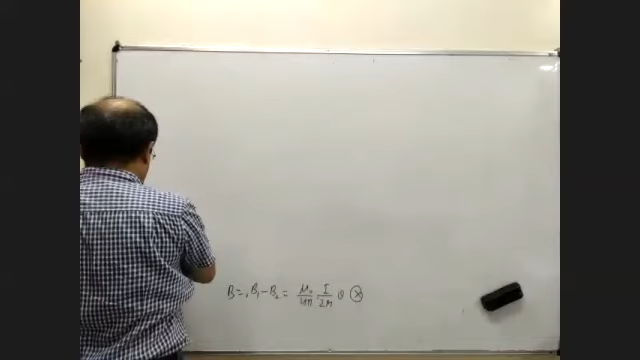 B = B₁ - B₂ = μ₀/4π I/2r θ ⊗